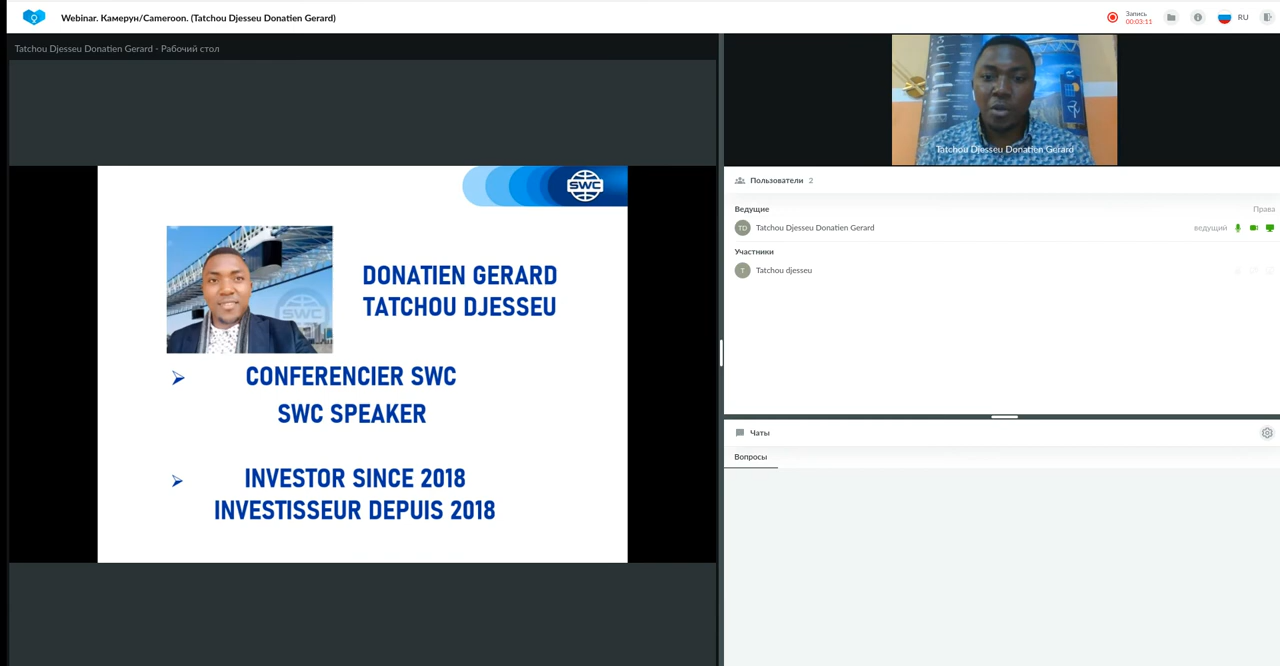 Webinar. Камерун/Cameroon. (Tatchou Djesseu Donatien Gerard)
Запись
00:03:11
RU
Tatchou Djesseu Donatien Gerard - Рабочий стол
SWC
SWC
DONATIEN GERARD
TATCHOU DJESSEU
CONFERENCIER SWC
SWC SPEAKER
INVESTOR SINCE 2018
INVESTISSEUR DEPUIS 2018
Tatchou Djesseu Donatien Gerard
Пользователи 2
Ведущие Права
TD Tatchou Djesseu Donatien Gerard ведущий
Участники
T Tatchou djesseu
Чаты
Вопросы